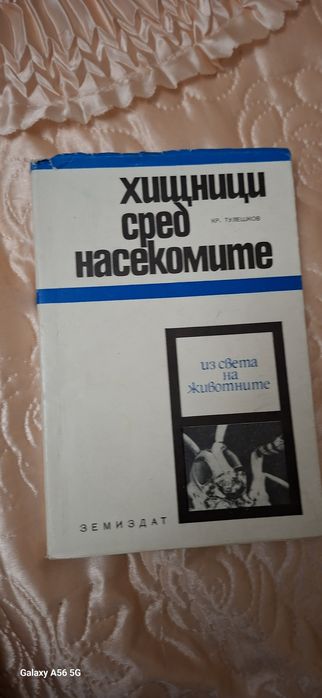 хищници
сред
кр. тулешков
насекомите
из света
на
животните
ЗЕМИЗДАТ
Galaxy A56 5G